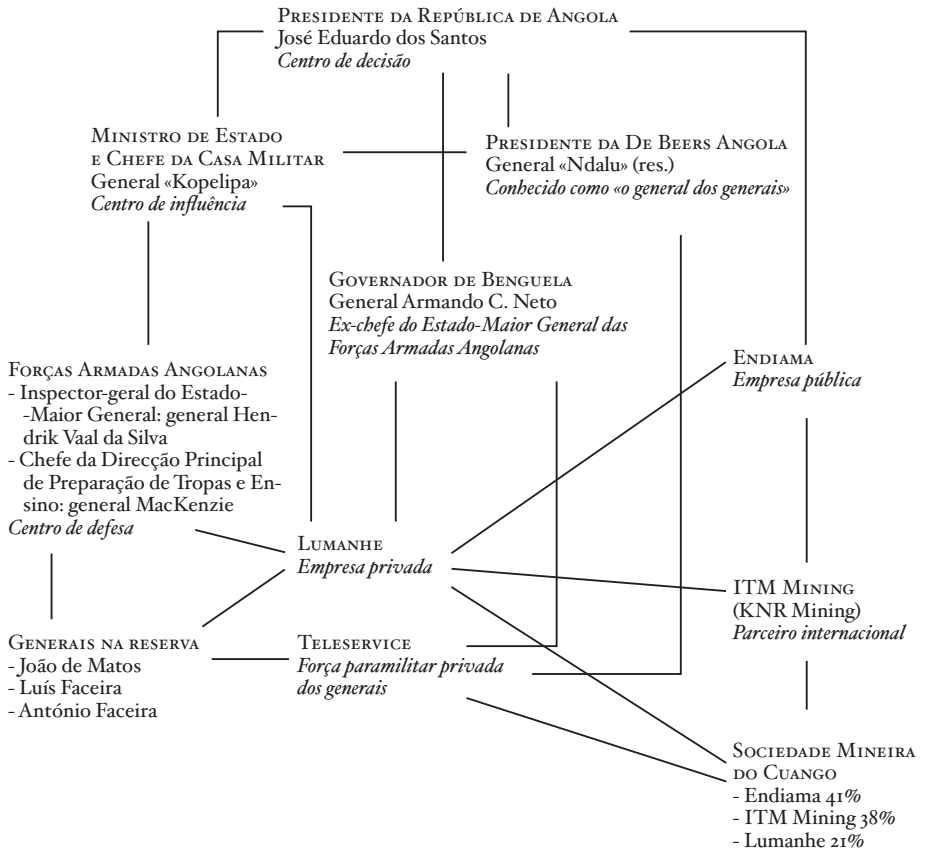 Presidente da República de Angola
José Eduardo dos Santos
Centro de decisão
Ministro de Estado
e Chefe da Casa Militar
General «Kopelipa»
Centro de influência
Presidente da De Beers Angola
General «Ndalu» (res.)
Conhecido como «o general dos generais»
Governador de Benguela
General Armando C. Neto
Ex-chefe do Estado-Maior General das
Forças Armadas Angolanas
Forças Armadas Angolanas
- Inspector-geral do Estado-
-Maior General: general Hen-
drik Vaal da Silva
- Chefe da Direcção Principal
de Preparação de Tropas e En-
sino: general MacKenzie
Centro de defesa
Endiama
Empresa pública
Lumanhe
Empresa privada
ITM Mining
(KNR Mining)
Parceiro internacional
Generais na reserva
- João de Matos
- Luís Faceira
- António Faceira
Teleservice
Força paramilitar privada
dos generais
Sociedade Mineira
do Cuango
- Endiama 41%
- ITM Mining 38%
- Lumanhe 21%